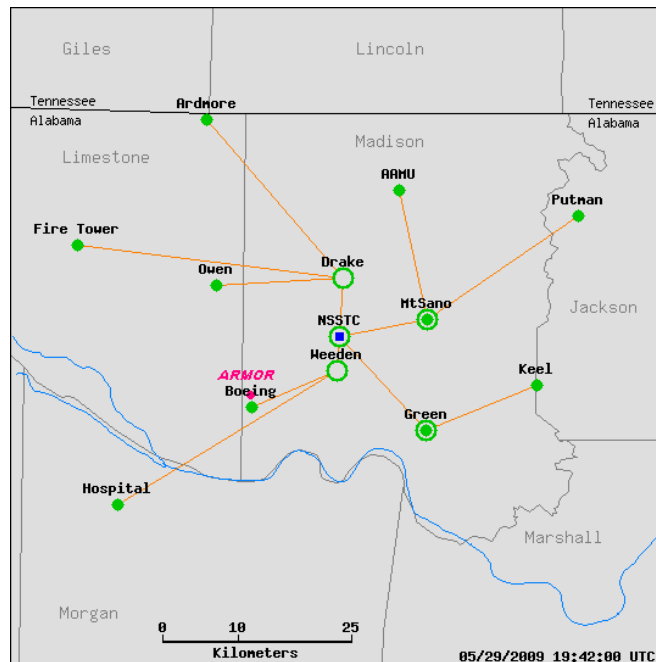 Giles
Lincoln
Tennessee
Tennessee
Ardmore
Alabama
Alabama
Madison
Limestone
AAMU
Putman
Fire Tower
Drake
Owen
MtSano
Jackson
NSSTC
Weeden
Keel
ARMOR
Boeing
Green
Hospital
Marshall
Morgan
0 10 25
Kilometers
05/29/2009 19:42:00 UTC